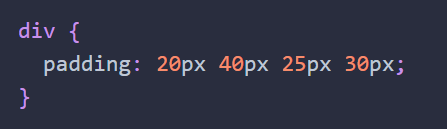 div {
  padding: 20px 40px 25px 30px;
}